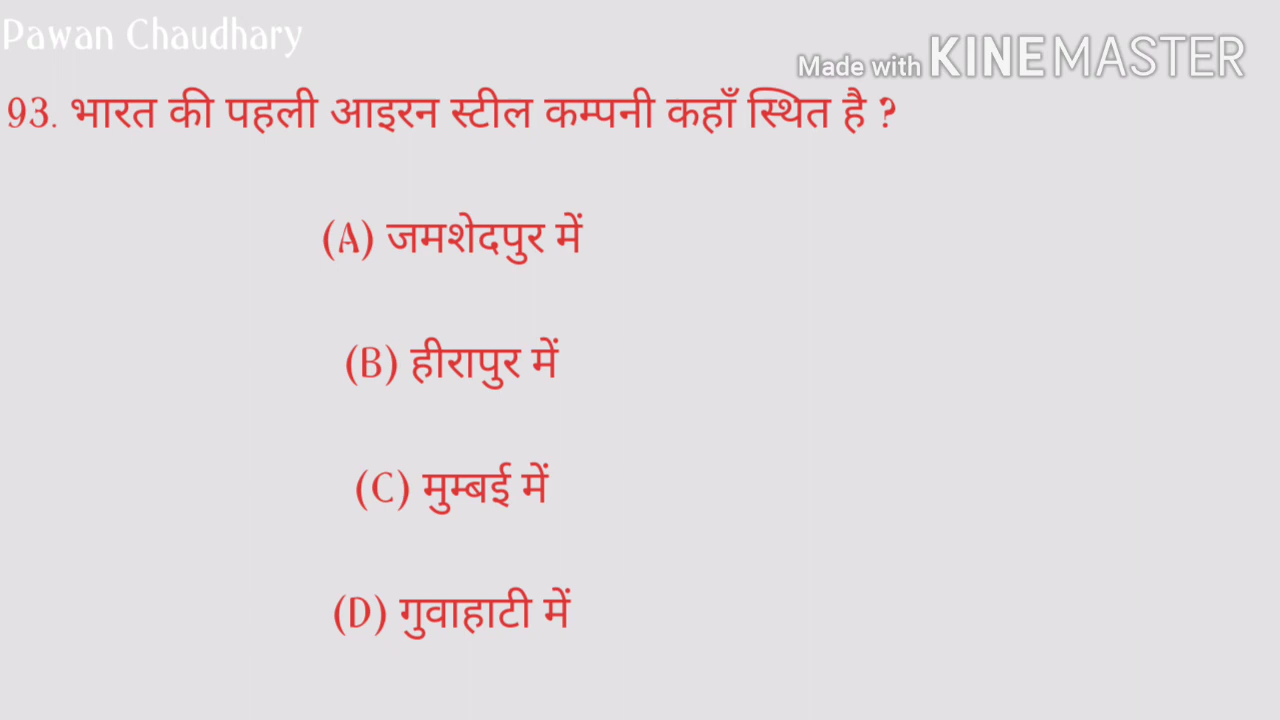 Pawan Chaudhary
Made with KINEMASTER
93. भारत की पहली आइरन स्टील कम्पनी कहाँ स्थित है ?
(A) जमशेदपुर में
(B) हीरापुर में
(C) मुम्बई में
(D) गुवाहाटी में